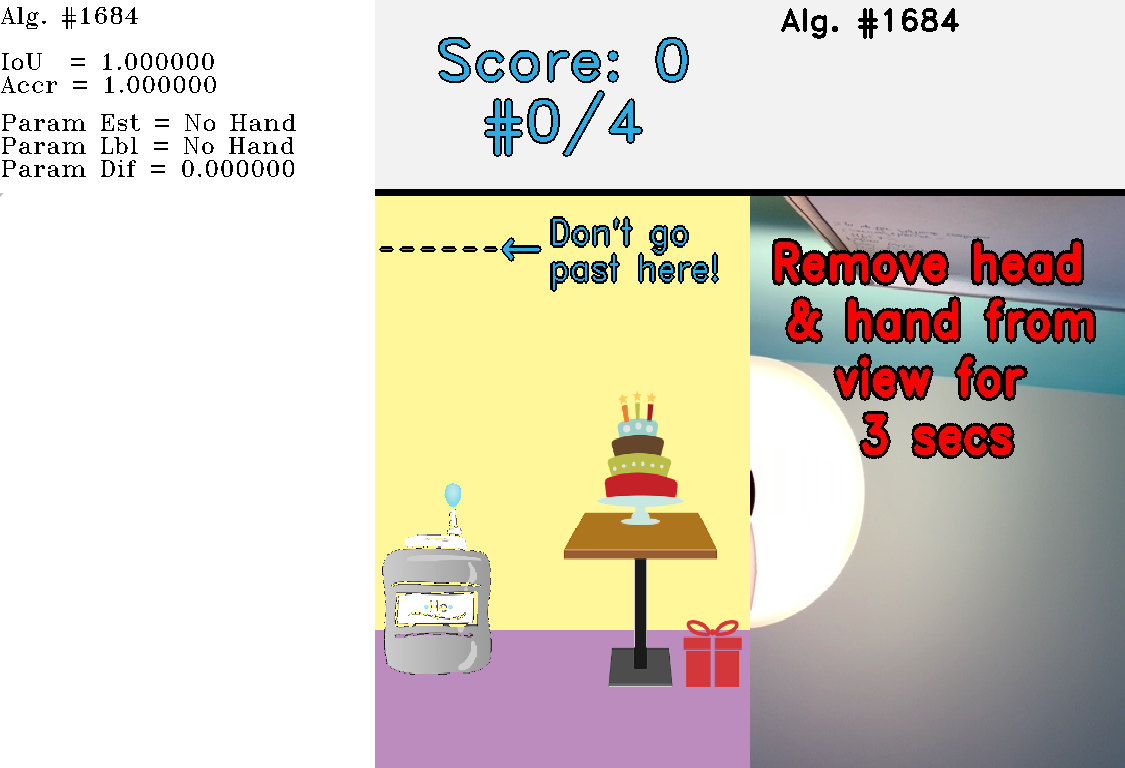 Alg. #1684
IoU = 1.000000
Accr = 1.000000
Param Est = No Hand
Param Lbl = No Hand
Param Dif = 0.000000
Score: 0
#0/4
Alg. #1684
Don't go
past here!
Remove head
& hand from
view for
3 secs